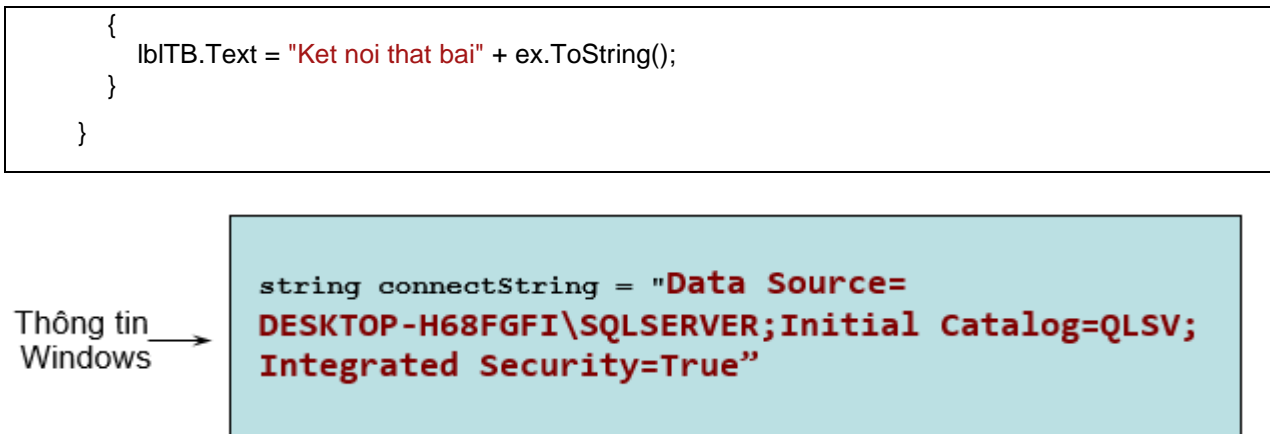 {
lblTB.Text = "Ket noi that bai" + ex.ToString();
}
}
Thông tin
Windows
string connectString = "Data Source=
DESKTOP-H68FGFI\SQLSERVER;Initial Catalog=QLSV;
Integrated Security=True”